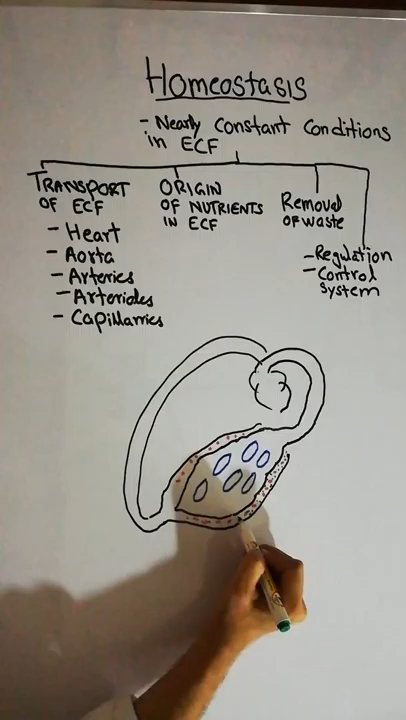 Homeostasis
- Nearly Constant Conditions
in ECF
TRANSPORT
OF ECF
- Heart
- Aorta
- Arteries
- Arterioles
- Capillarries
ORIGIN
OF NUTRIENTS
IN ECF
Removal
OF waste
- Regulation
- Control
System